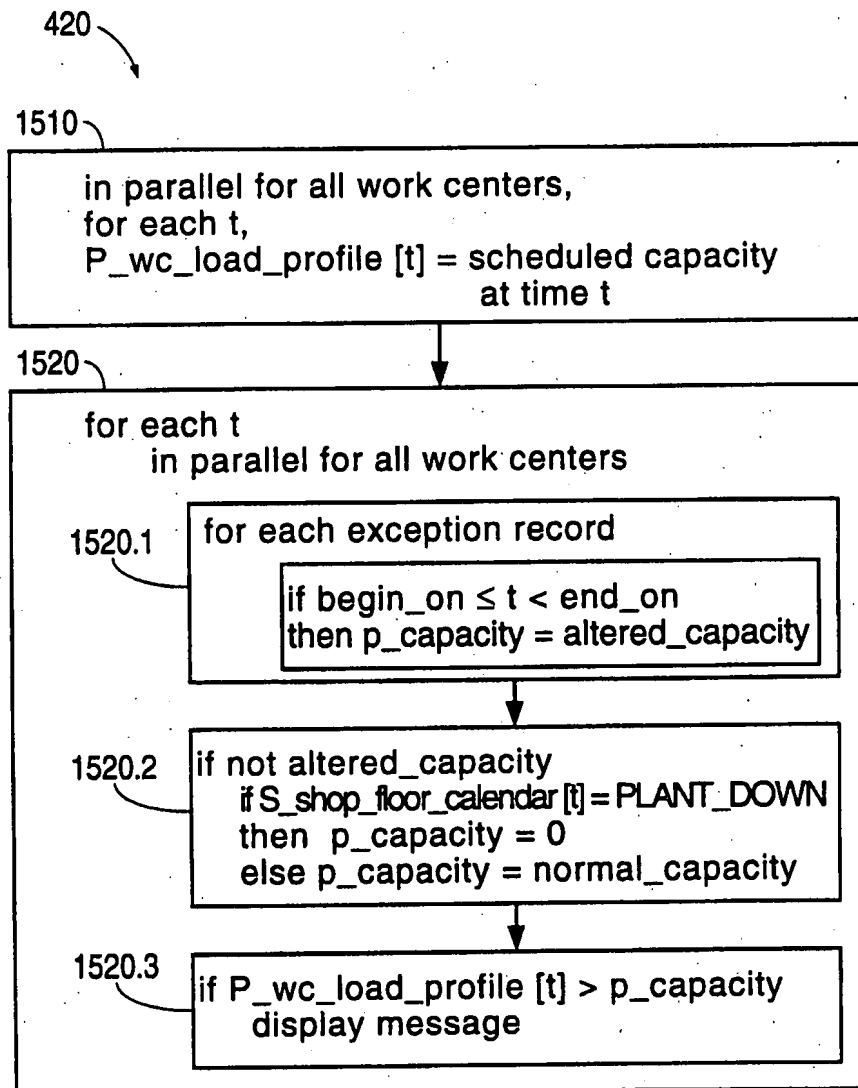 420
1510
in parallel for all work centers,
for each t,
P_wc_load_profile [t] = scheduled capacity
at time t
1520
for each t
in parallel for all work centers
1520.1
for each exception record
if begin_on ≤ t < end_on
then p_capacity = altered_capacity
1520.2
if not altered_capacity
if S_shop_floor_calendar [t] = PLANT_DOWN
then p_capacity = 0
else p_capacity = normal_capacity
1520.3
if P_wc_load_profile [t] > p_capacity
display message